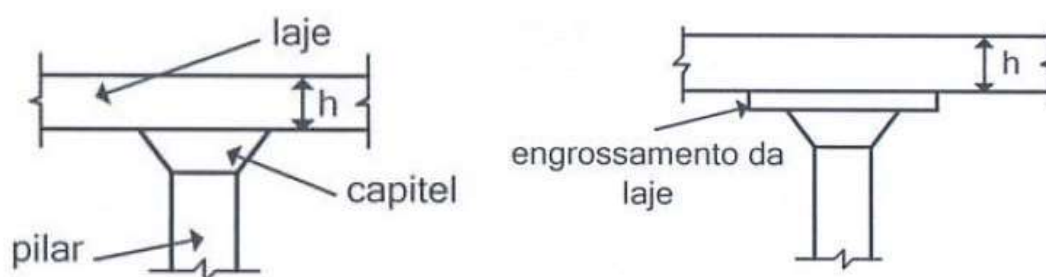 laje
h
capitel
pilar
h
engrossamento da
laje